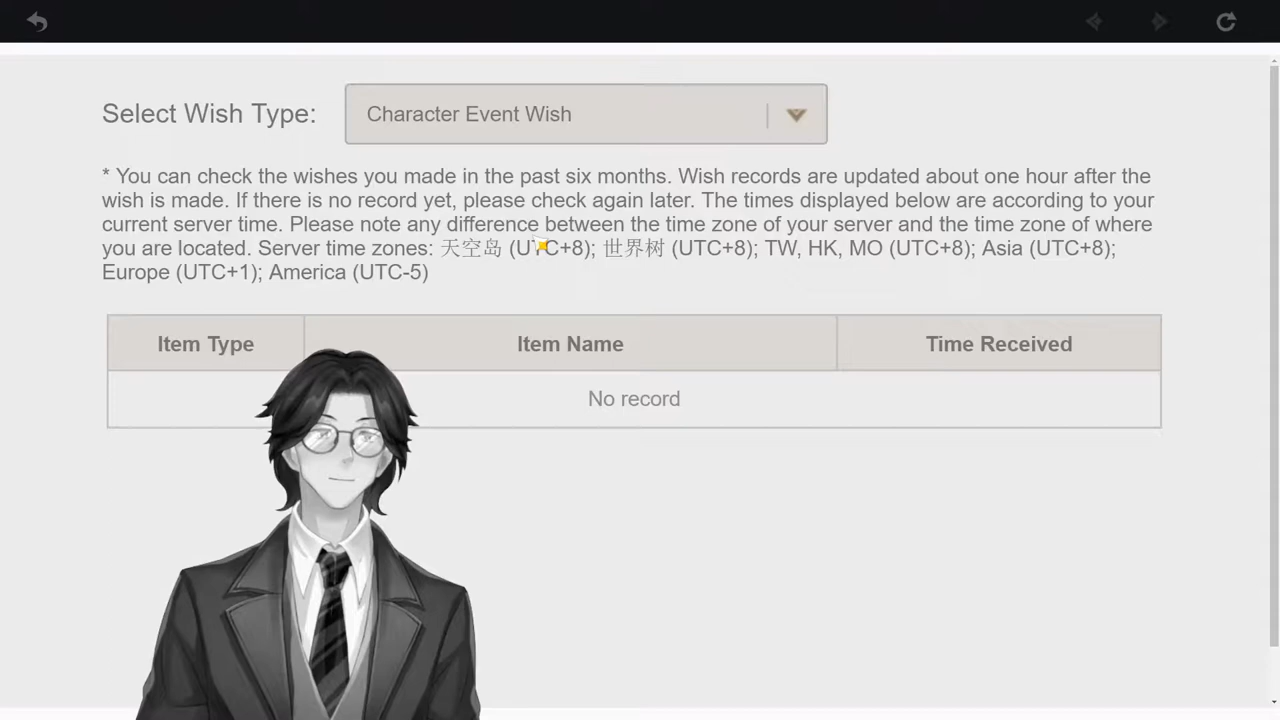 Select Wish Type:
Character Event Wish
* You can check the wishes you made in the past six months. Wish records are updated about one hour after the
wish is made. If there is no record yet, please check again later. The times displayed below are according to your
current server time. Please note any difference between the time zone of your server and the time zone of where
you are located. Server time zones: 天空岛 (UTC+8); 世界树 (UTC+8); TW, HK, MO (UTC+8); Asia (UTC+8);
Europe (UTC+1); America (UTC-5)
Item Type Item Name Time Received
No record